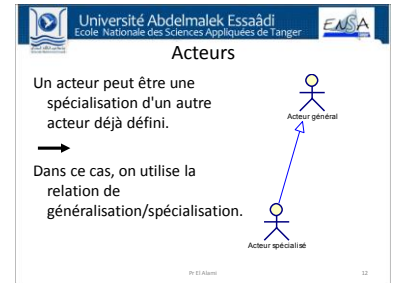 Université Abdelmalek Essaâdi
Ecole Nationale des Sciences Appliquées de Tanger
ENSA
Acteurs
Un acteur peut être une
spécialisation d'un autre
acteur déjà défini.
Dans ce cas, on utilise la
relation de
généralisation/spécialisation.
Acteur général
Acteur spécialisé
Pr El Alami
12